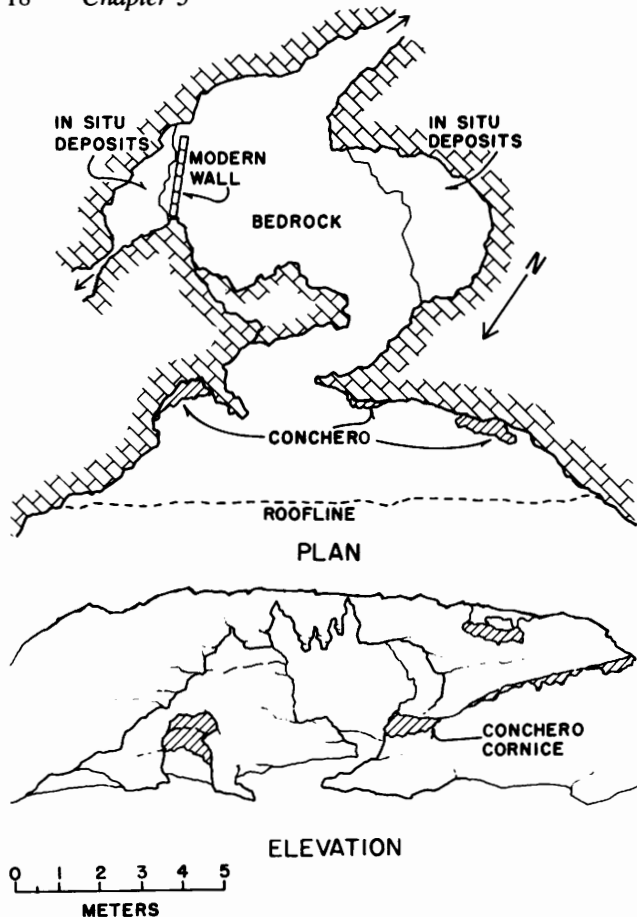 18 Chapter 3
IN SITU
DEPOSITS
MODERN
WALL
IN SITU
DEPOSITS
BEDROCK
N
CONCHERO
ROOFLINE
PLAN
CONCHERO
CORNICE
ELEVATION
0 1 2 3 4 5
METERS